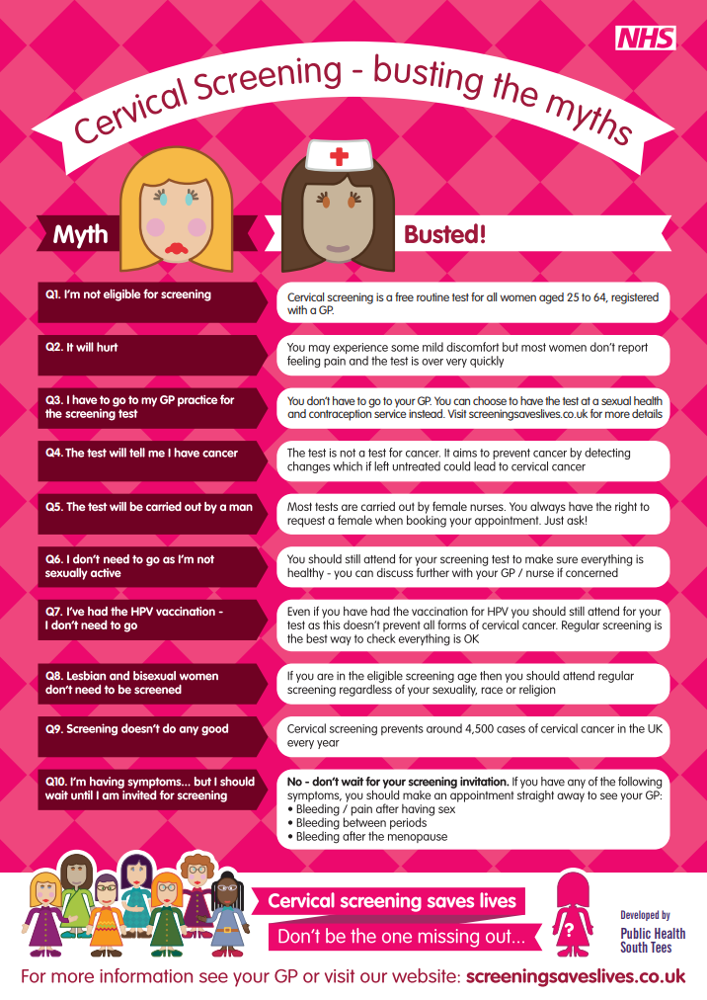 NHS
Cervical Screening - busting the myths
Myth
Busted!
Q1. I'm not eligible for screening
Cervical screening is a free routine test for all women aged 25 to 64, registered
with a GP.
Q2. It will hurt
You may experience some mild discomfort but most women don't report
feeling pain and the test is over very quickly
Q3. I have to go to my GP practice for
the screening test
You don't have to go to your GP. You can choose to have the test at a sexual health
and contraception service instead. Visit screeningsaveslives.co.uk for more details
Q4. The test will tell me I have cancer
The test is not a test for cancer. It aims to prevent cancer by detecting
changes which if left untreated could lead to cervical cancer
Q5. The test will be carried out by a man
Most tests are carried out by female nurses. You always have the right to
request a female when booking your appointment. Just ask!
Q6. I don't need to go as I'm not
sexually active
You should still attend for your screening test to make sure everything is
healthy - you can discuss further with your GP / nurse if concerned
Q7. I've had the HPV vaccination -
I don't need to go
Even if you have had the vaccination for HPV you should still attend for your
test as this doesn't prevent all forms of cervical cancer. Regular screening is
the best way to check everything is OK
Q8. Lesbian and bisexual women
don't need to be screened
If you are in the eligible screening age then you should attend regular
screening regardless of your sexuality, race or religion
Q9. Screening doesn't do any good
Cervical screening prevents around 4,500 cases of cervical cancer in the UK
every year
Q10. I'm having symptoms... but I should
wait until I am invited for screening
No - don't wait for your screening invitation. If you have any of the following
symptoms, you should make an appointment straight away to see your GP:
• Bleeding / pain after having sex
• Bleeding between periods
• Bleeding after the menopause
Cervical screening saves lives
Don't be the one missing out...
?
Developed by
Public Health
South Tees
For more information see your GP or visit our website: screeningsaveslives.co.uk